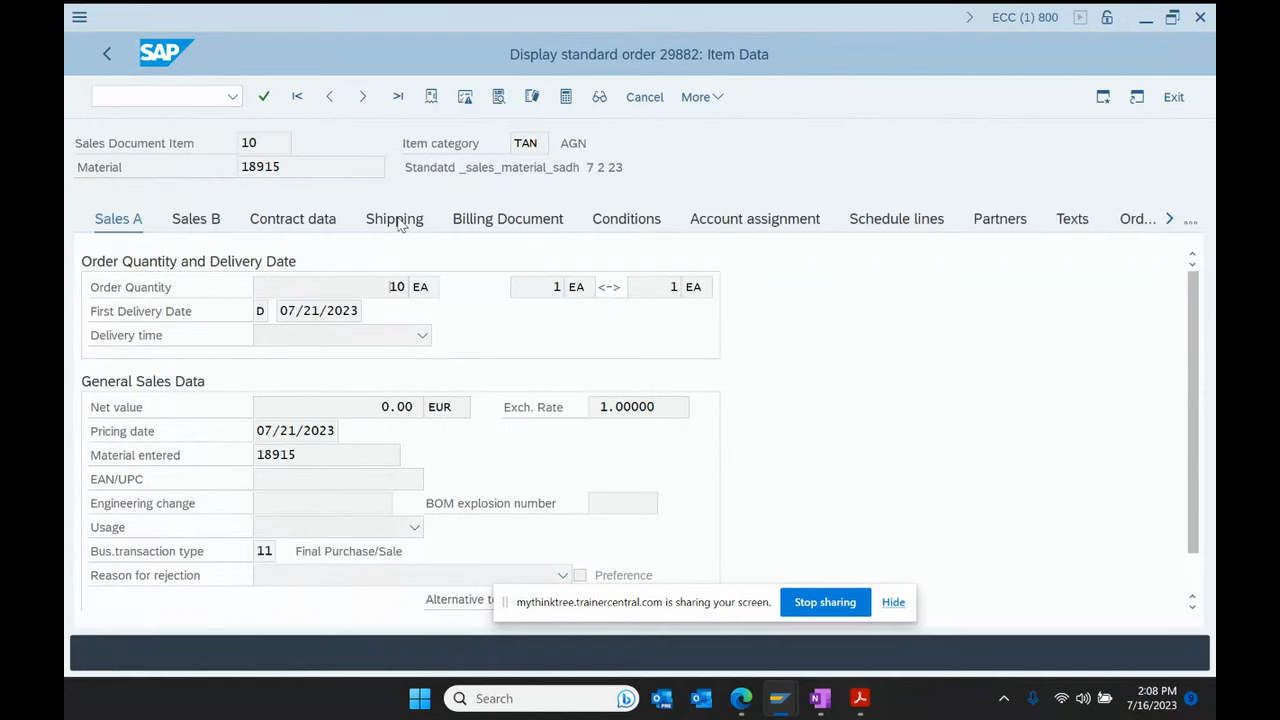 ECC (1) 800
SAP
Display standard order 29882: Item Data
Cancel More Exit
Sales Document Item 10 Item category TAN AGN
Material 18915 Standatd _sales_material_sadh 7 2 23
Sales A Sales B Contract data Shipping Billing Document Conditions Account assignment Schedule lines Partners Texts Ord... ...
Order Quantity and Delivery Date
Order Quantity 10 EA 1 EA <-> 1 EA
First Delivery Date D 07/21/2023
Delivery time
General Sales Data
Net value 0.00 EUR Exch. Rate 1.00000
Pricing date 07/21/2023
Material entered 18915
EAN/UPC
Engineering change BOM explosion number
Usage
Bus.transaction type 11 Final Purchase/Sale
Reason for rejection Preference
Alternative t
mythinktree.trainercentral.com is sharing your screen. Stop sharing Hide
Search
2:08 PM
7/16/2023